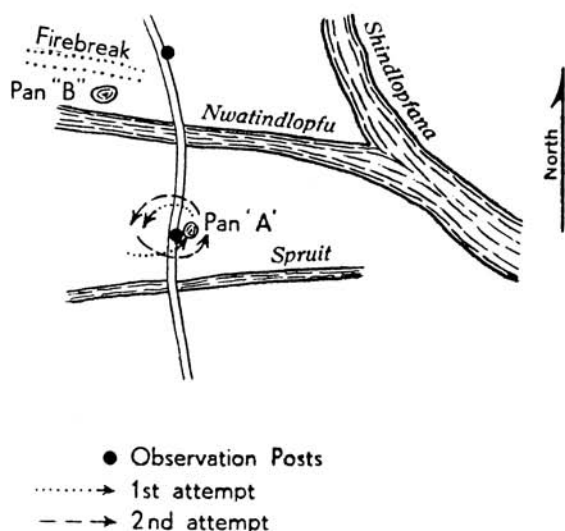 Firebreak
Pan "B"
Nwatindlopfu
Shindlopfana
North
Pan 'A'
Spruit
Observation Posts
1st attempt
2nd attempt